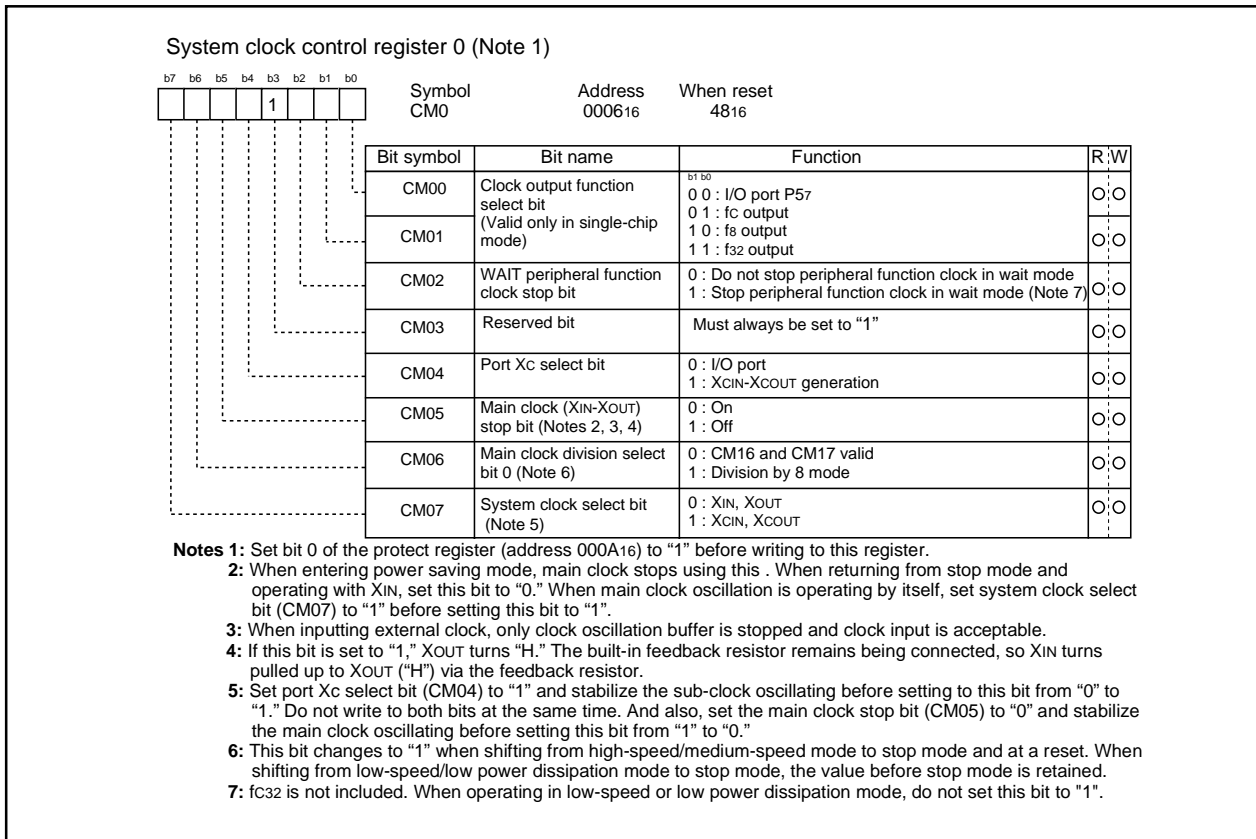 System clock control register 0 (Note 1)
b7 b6 b5 b4 b3 b2 b1 b0
1
Symbol Address When reset
CM0 000616 4816
Bit symbol Bit name Function R W
CM00 Clock output function
select bit
(Valid only in single-chip
mode)
b1 b0
0 0 : I/O port P57
0 1 : fC output
1 0 : f8 output
1 1 : f32 output
CM01
CM02 WAIT peripheral function
clock stop bit
0 : Do not stop peripheral function clock in wait mode
1 : Stop peripheral function clock in wait mode (Note 7)
CM03 Reserved bit Must always be set to “1”
CM04 Port XC select bit 0 : I/O port
1 : XCIN-XCOUT generation
CM05 Main clock (XIN-XOUT)
stop bit (Notes 2, 3, 4)
0 : On
1 : Off
CM06 Main clock division select
bit 0 (Note 6)
0 : CM16 and CM17 valid
1 : Division by 8 mode
CM07 System clock select bit
(Note 5)
0 : XIN, XOUT
1 : XCIN, XCOUT
Notes 1: Set bit 0 of the protect register (address 000A16) to “1” before writing to this register.
2: When entering power saving mode, main clock stops using this . When returning from stop mode and
operating with XIN, set this bit to “0.” When main clock oscillation is operating by itself, set system clock select
bit (CM07) to “1” before setting this bit to “1”.
3: When inputting external clock, only clock oscillation buffer is stopped and clock input is acceptable.
4: If this bit is set to “1,” XOUT turns “H.” The built-in feedback resistor remains being connected, so XIN turns
pulled up to XOUT (“H”) via the feedback resistor.
5: Set port Xc select bit (CM04) to “1” and stabilize the sub-clock oscillating before setting to this bit from “0” to
“1.” Do not write to both bits at the same time. And also, set the main clock stop bit (CM05) to “0” and stabilize
the main clock oscillating before setting this bit from “1” to “0.”
6: This bit changes to “1” when shifting from high-speed/medium-speed mode to stop mode and at a reset. When
shifting from low-speed/low power dissipation mode to stop mode, the value before stop mode is retained.
7: fC32 is not included. When operating in low-speed or low power dissipation mode, do not set this bit to "1".